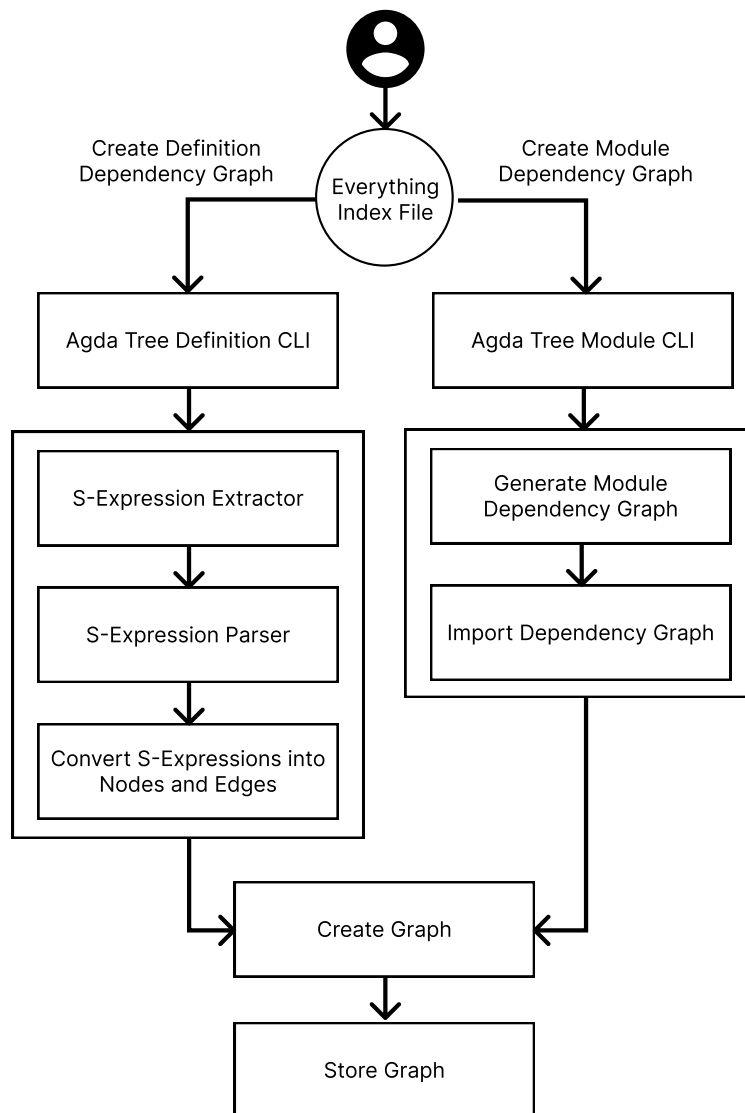 Create Definition
Dependency Graph
Create Module
Dependency Graph
Everything
Index File
Agda Tree Definition CLI
Agda Tree Module CLI
S-Expression Extractor
S-Expression Parser
Convert S-Expressions into
Nodes and Edges
Generate Module
Dependency Graph
Import Dependency Graph
Create Graph
Store Graph